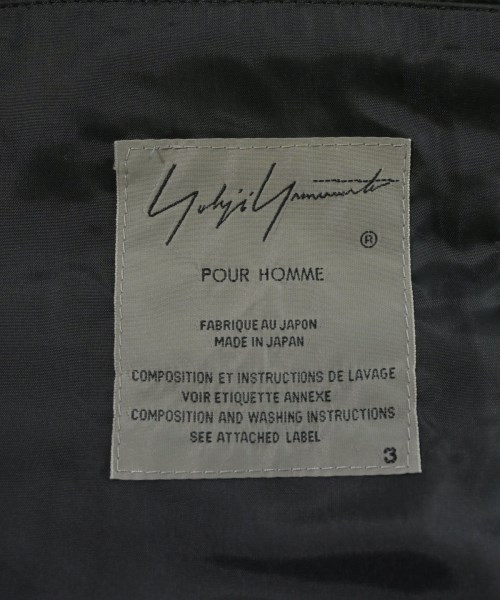 Yohji Yamamoto
®
POUR HOMME
FABRIQUE AU JAPON
MADE IN JAPAN
COMPOSITION ET INSTRUCTIONS DE LAVAGE
VOIR ETIQUETTE ANNEXE
COMPOSITION AND WASHING INSTRUCTIONS
SEE ATTACHED LABEL
3